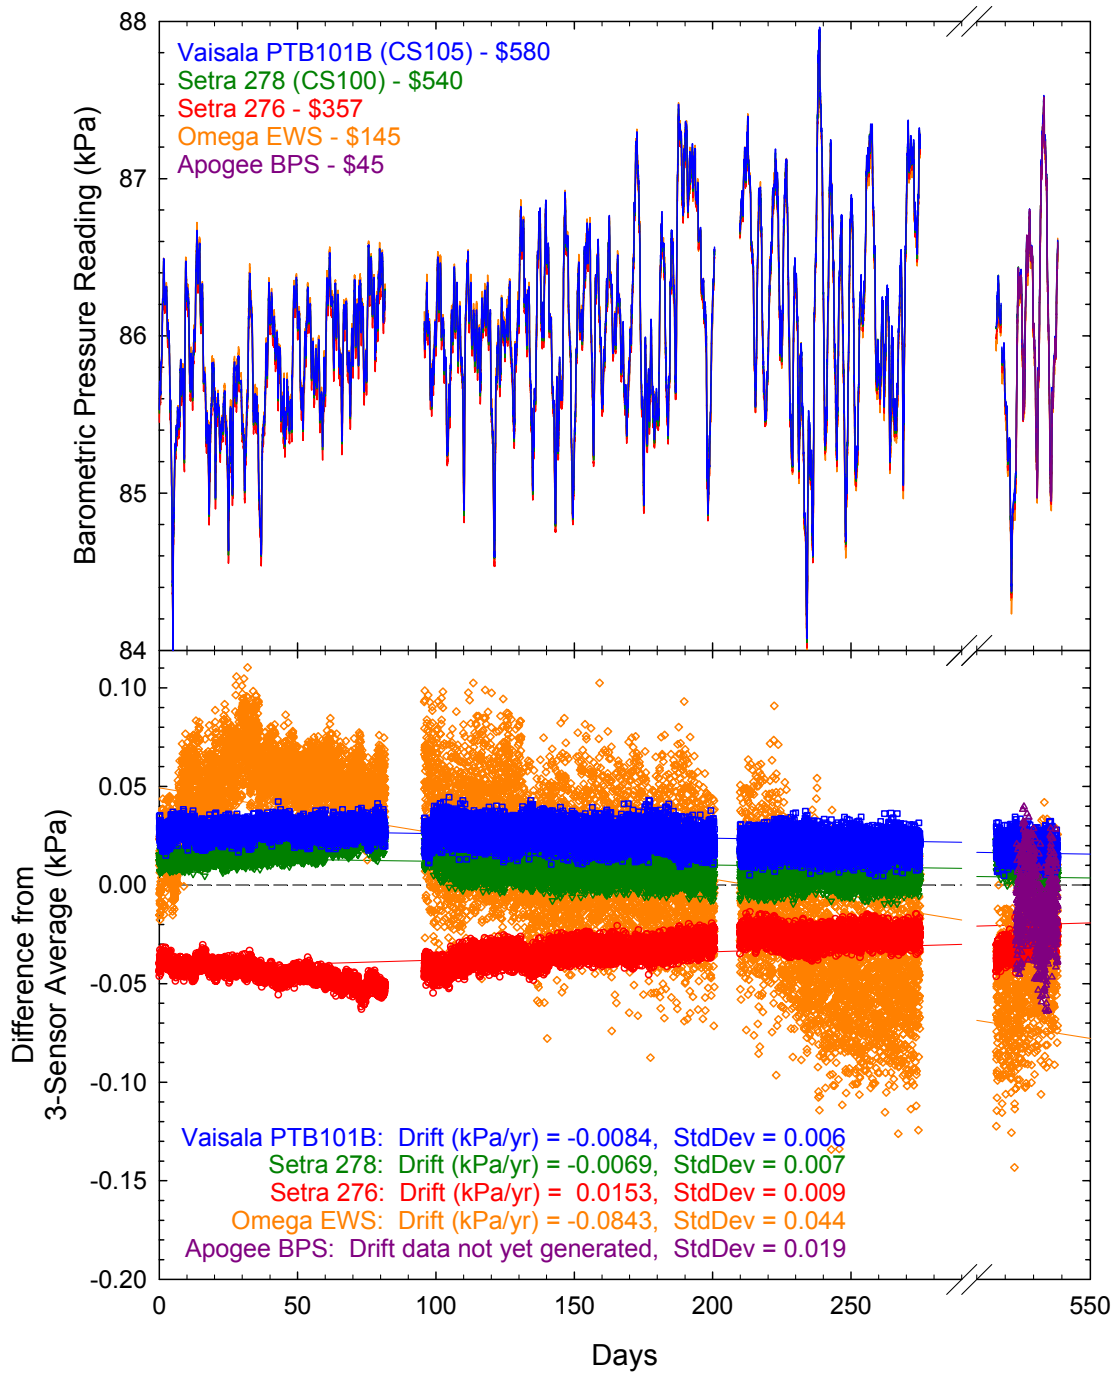 88
87
86
85
84
Barometric Pressure Reading (kPa)
Vaisala PTB101B (CS105) - $580
Setra 278 (CS100) - $540
Setra 276 - $357
Omega EWS - $145
Apogee BPS - $45
0.10
0.05
0.00
-0.05
-0.10
-0.15
-0.20
Difference from
3-Sensor Average (kPa)
Vaisala PTB101B: Drift (kPa/yr) = -0.0084, StdDev = 0.006
Setra 278: Drift (kPa/yr) = -0.0069, StdDev = 0.007
Setra 276: Drift (kPa/yr) = 0.0153, StdDev = 0.009
Omega EWS: Drift (kPa/yr) = -0.0843, StdDev = 0.044
Apogee BPS: Drift data not yet generated, StdDev = 0.019
0 50 100 150 200 250 550
Days